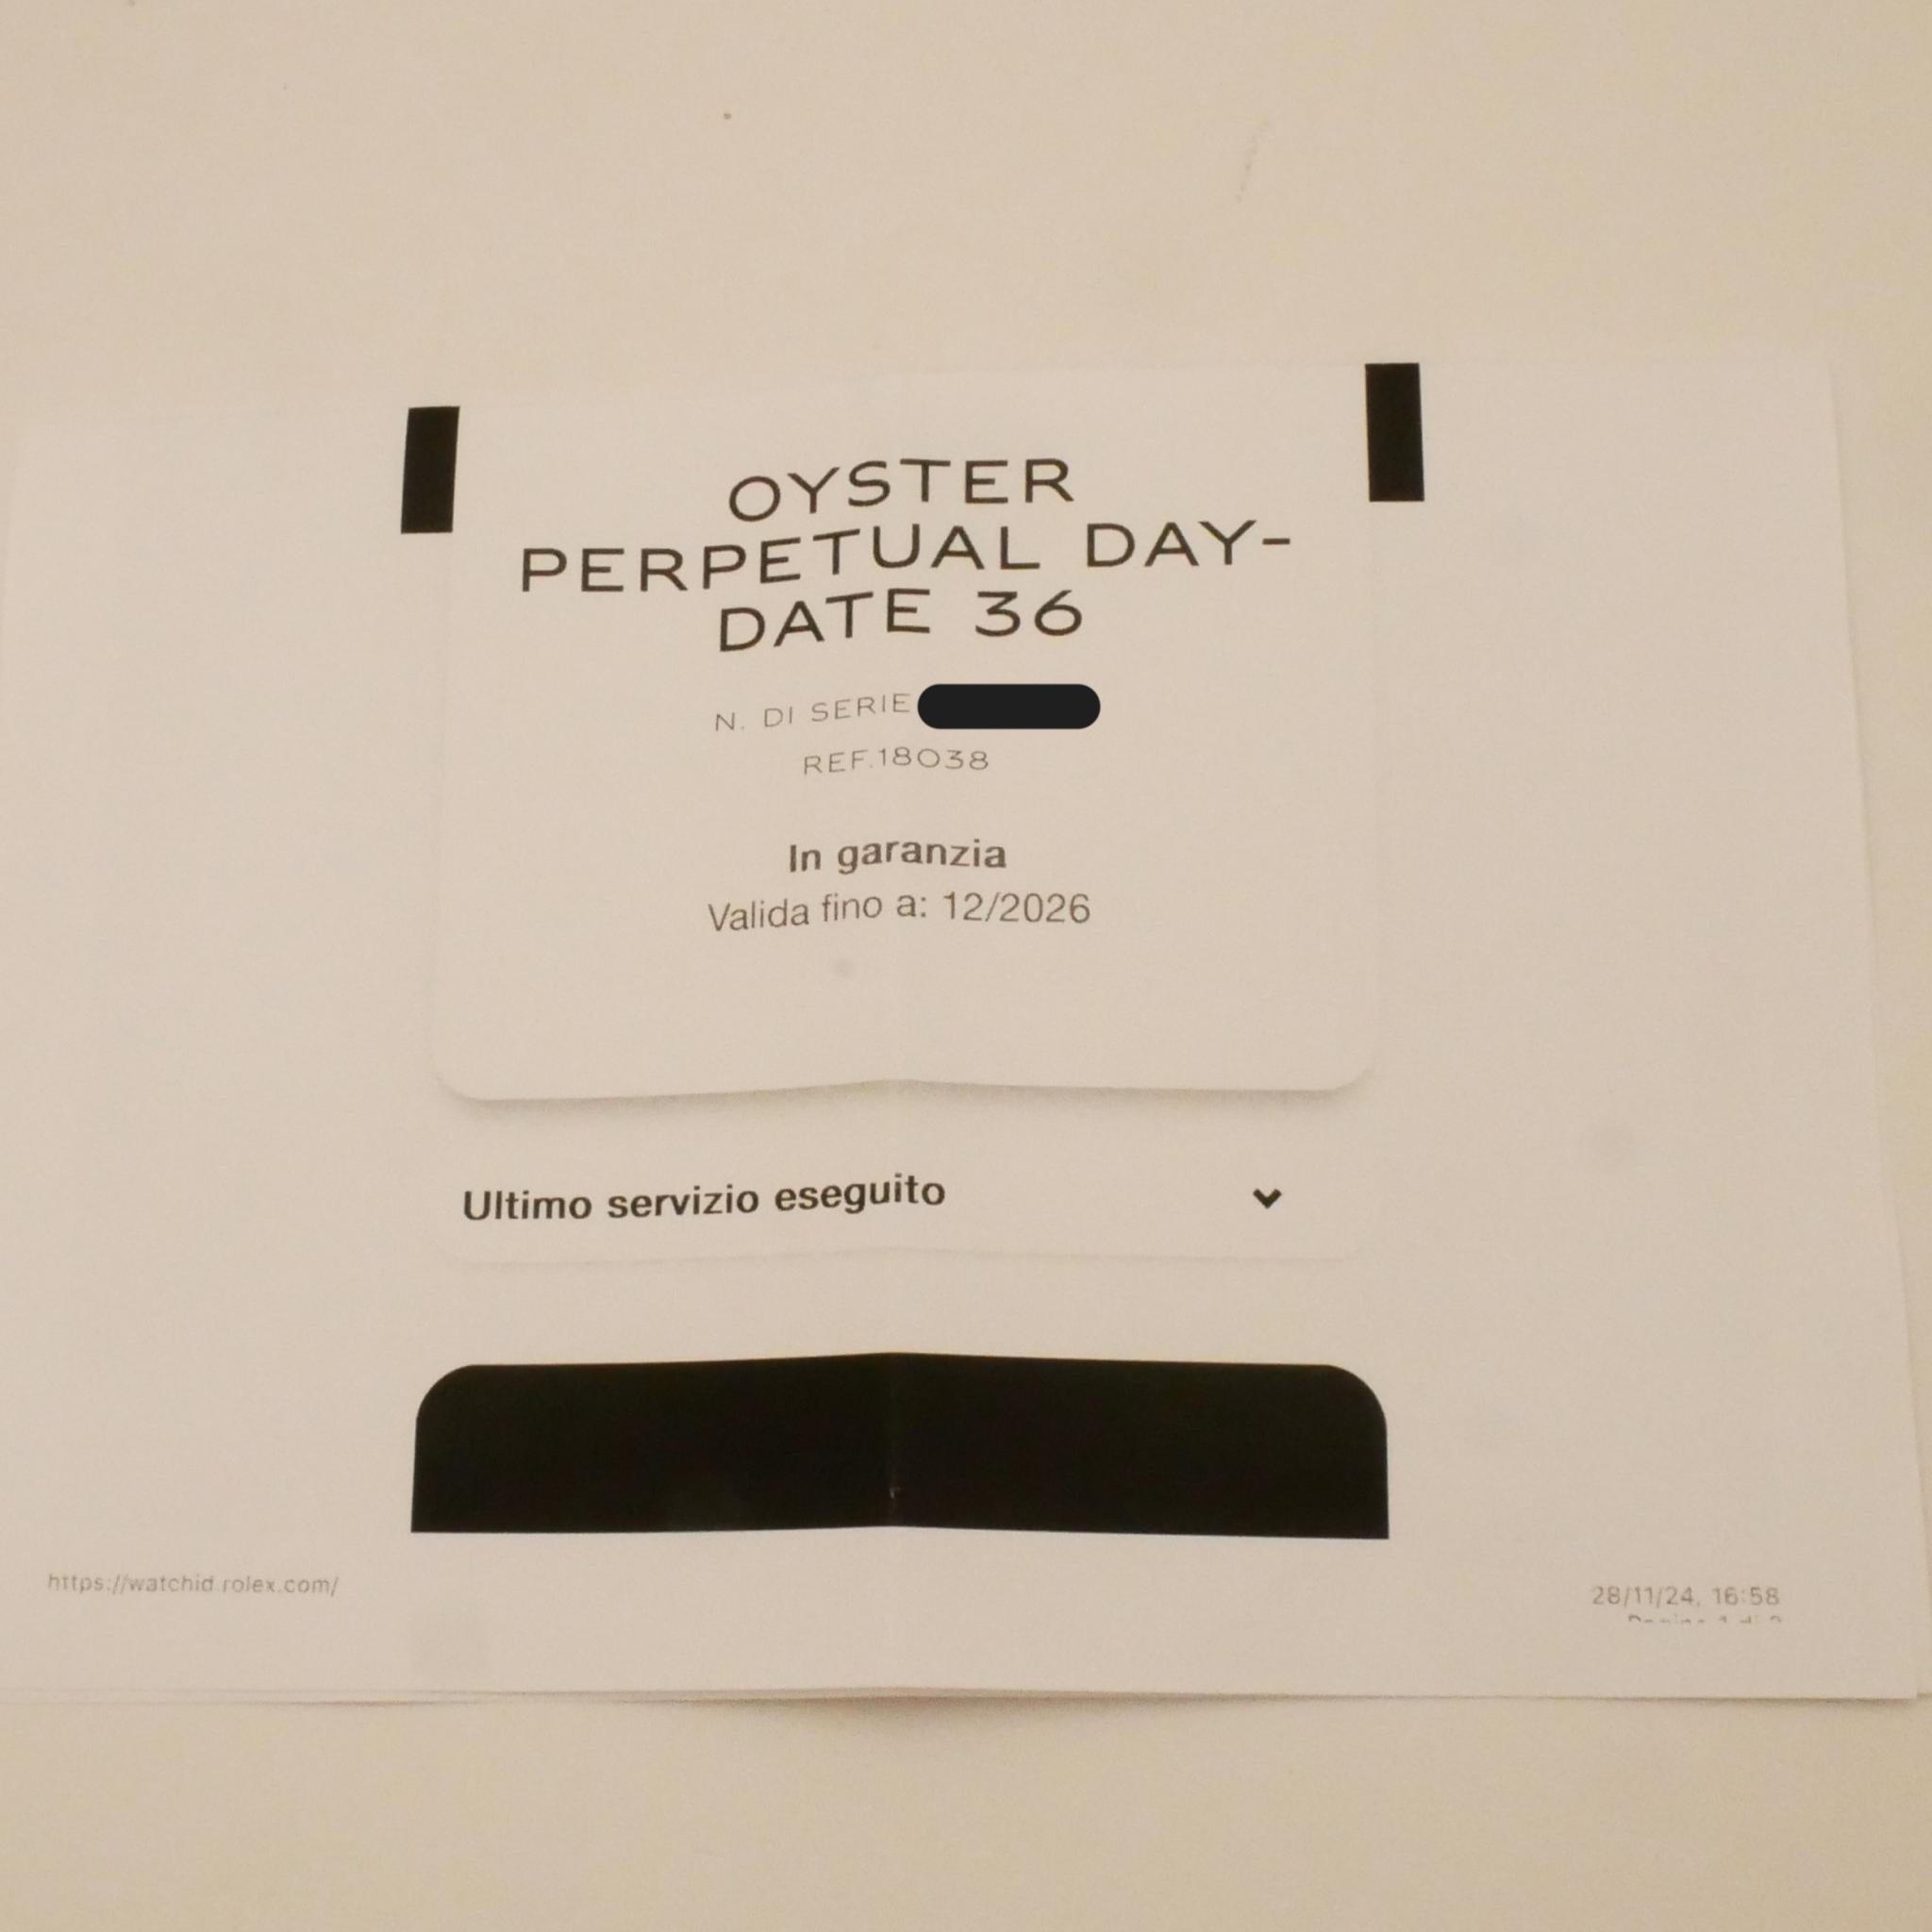 OYSTER
PERPETUAL DAY-
DATE 36
N. DI SERIE
REF.18038
In garanzia
Valida fino a: 12/2026
Ultimo servizio eseguito
https://watchid.rolex.com/
28/11/24, 16:58